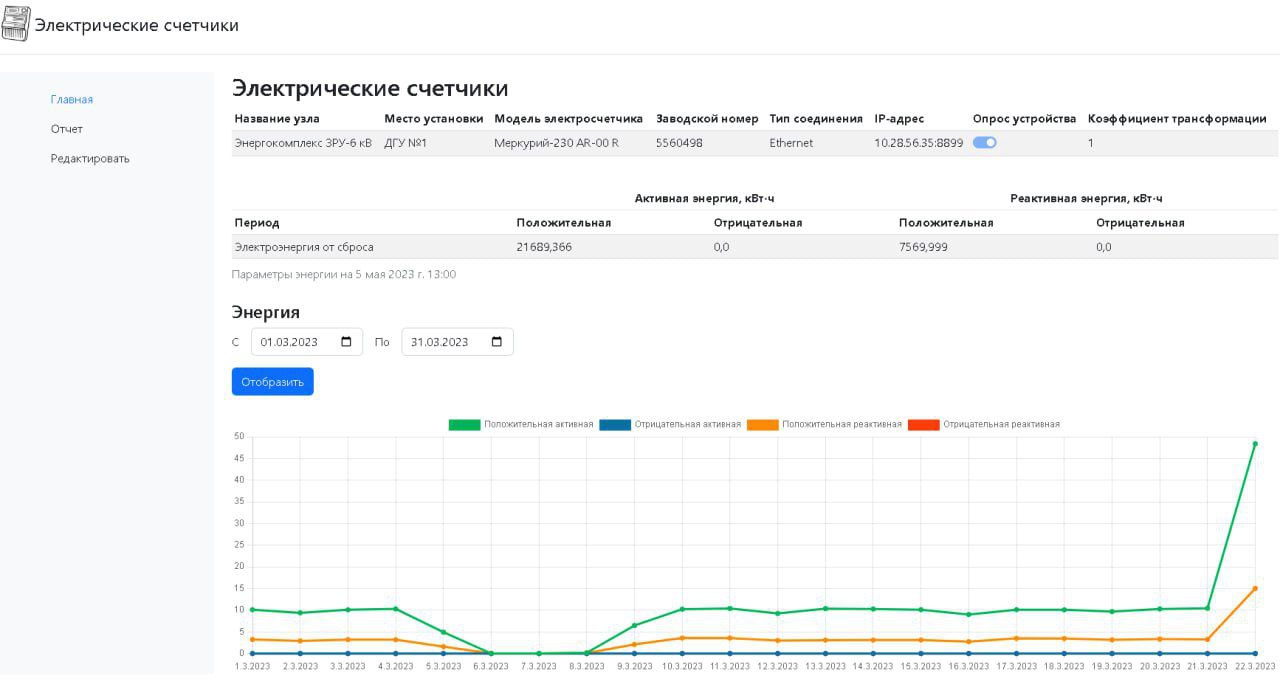 Электрические счетчики
Главная
Отчет
Редактировать
Электрические счетчики
Название узла Место установки Модель электросчетчика Заводской номер Тип соединения IP-адрес Опрос устройства Коэффициент трансформации
Энергокомплекс ЗРУ-6 кВ ДГУ №1 Меркурий-230 AR-00 R 5560498 Ethernet 10.28.56.35:8899 1
Активная энергия, кВт·ч Реактивная энергия, кВт·ч
Период Положительная Отрицательная Положительная Отрицательная
Электроэнергия от сброса 21689,366 0,0 7569,999 0,0
Параметры энергии на 5 мая 2023 г. 13:00
Энергия
С 01.03.2023 По 31.03.2023
Отобразить
Положительная активная Отрицательная активная Положительная реактивная Отрицательная реактивная
50
45
40
35
30
25
20
15
10
5
0
1.3.2023 2.3.2023 3.3.2023 4.3.2023 5.3.2023 6.3.2023 7.3.2023 8.3.2023 9.3.2023 10.3.2023 11.3.2023 12.3.2023 13.3.2023 14.3.2023 15.3.2023 16.3.2023 17.3.2023 18.3.2023 19.3.2023 20.3.2023 21.3.2023 22.3.2023